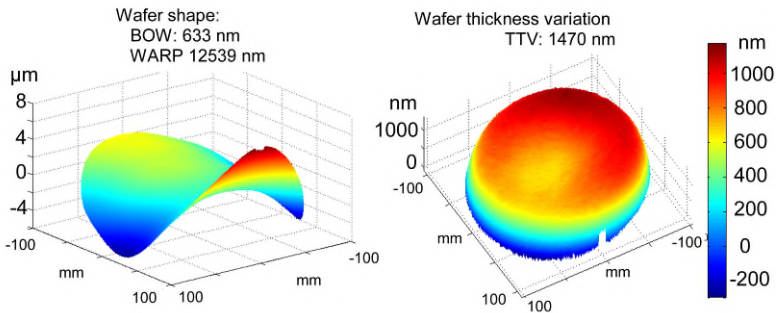 Wafer shape:
BOW: 633 nm
WARP 12539 nm
µm
8
4
0
-4
-100
mm
100
100
mm
-100
Wafer thickness variation
TTV: 1470 nm
nm
1000
0
-100
mm
100
100
mm
-100
nm
1000
800
600
400
200
0
-200